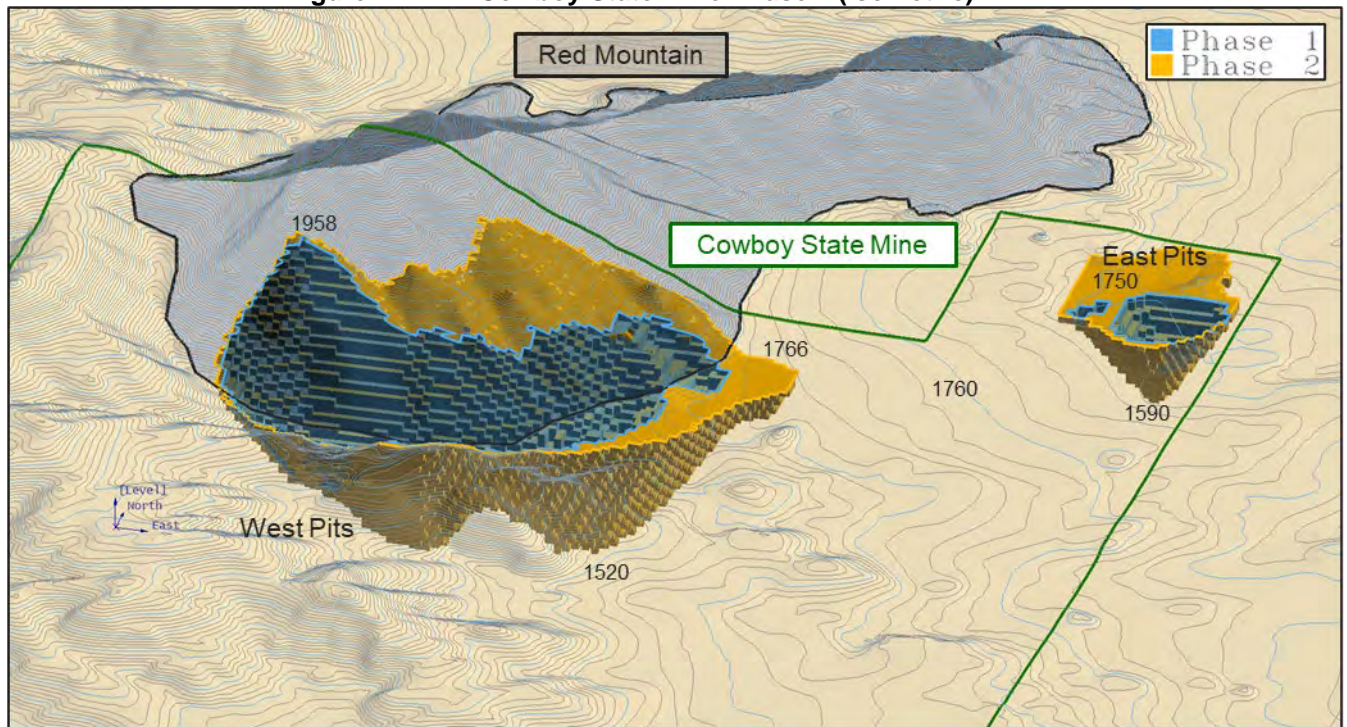 Red Mountain
Phase 1
Phase 2
1958
Cowboy State Mine
East Pits
1750
1766
1760
1590
[Level]
North
East
West Pits
1520